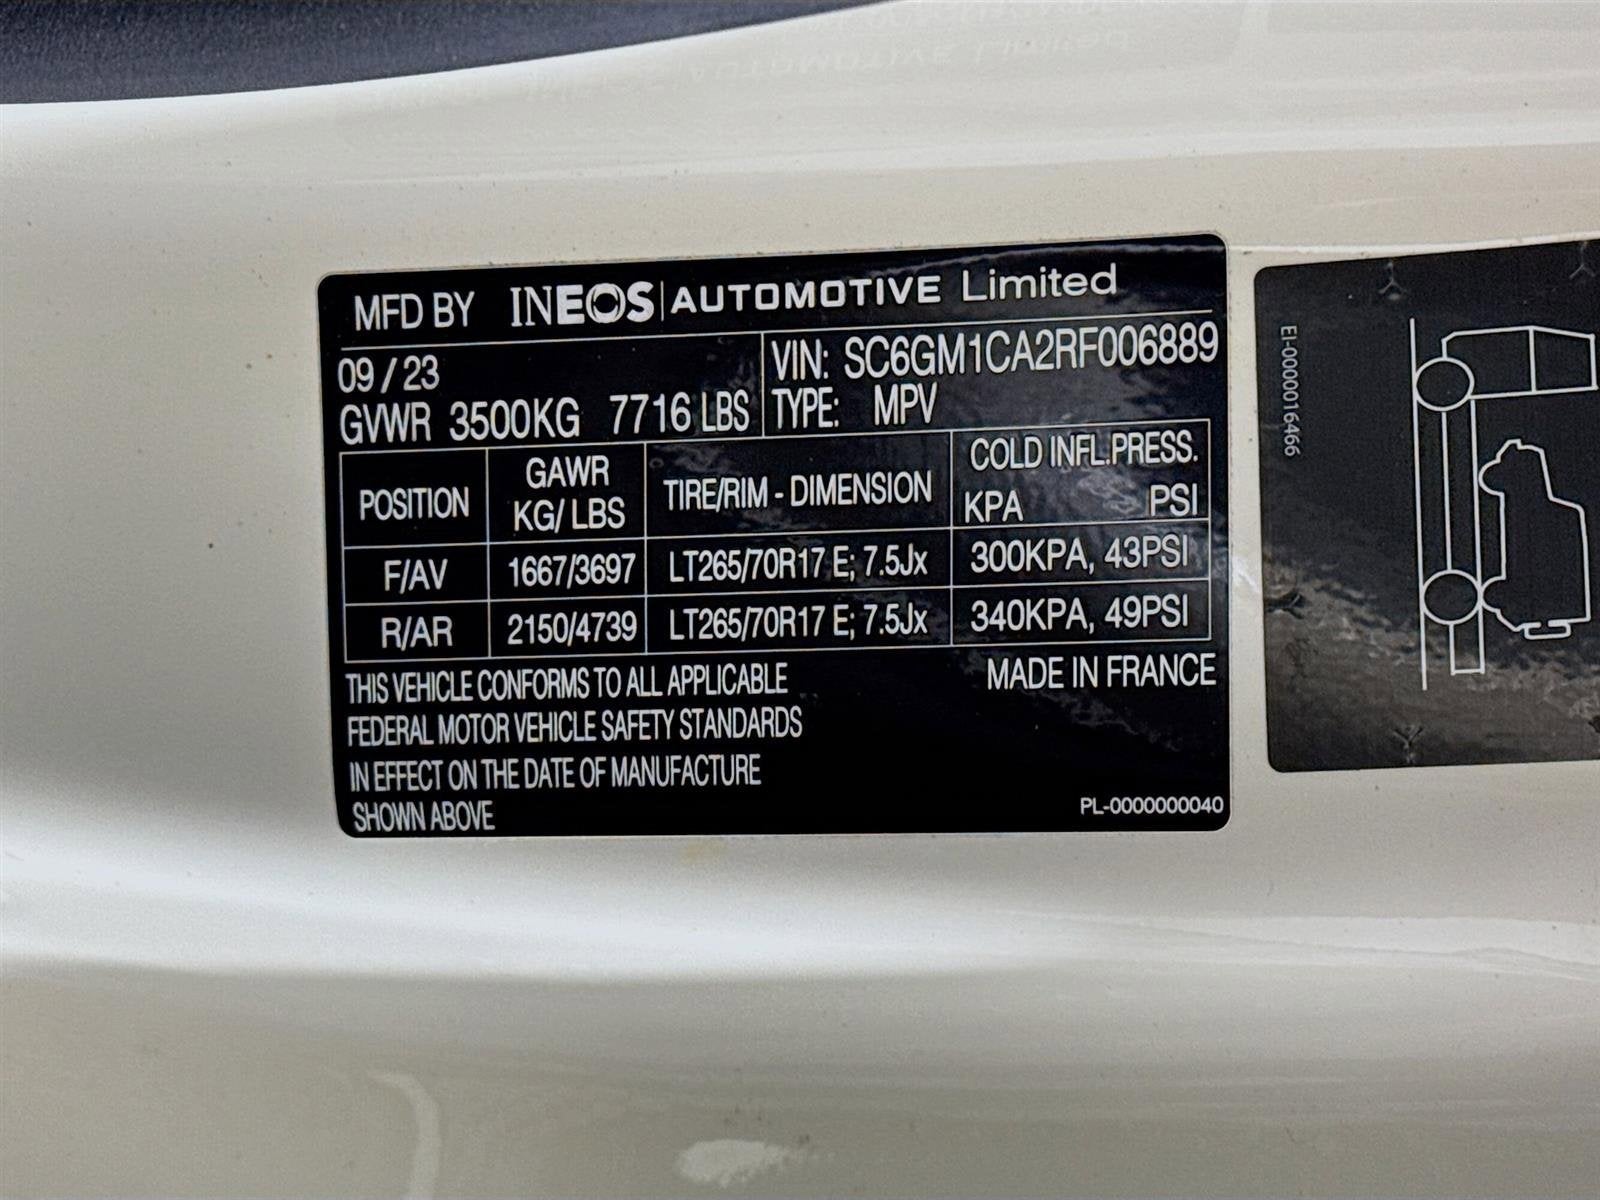 MFD BY INEOS AUTOMOTIVE Limited
09 / 23
VIN: SC6GM1CA2RF006889
GVWR 3500KG 7716 LBS
TYPE: MPV
POSITION
GAWR
KG/ LBS
TIRE/RIM - DIMENSION
COLD INFL.PRESS.
KPA PSI
F/AV 1667/3697 LT265/70R17 E; 7.5Jx 300KPA, 43PSI
R/AR 2150/4739 LT265/70R17 E; 7.5Jx 340KPA, 49PSI
THIS VEHICLE CONFORMS TO ALL APPLICABLE
FEDERAL MOTOR VEHICLE SAFETY STANDARDS
IN EFFECT ON THE DATE OF MANUFACTURE
SHOWN ABOVE
MADE IN FRANCE
PL-0000000040
EI-0000016466